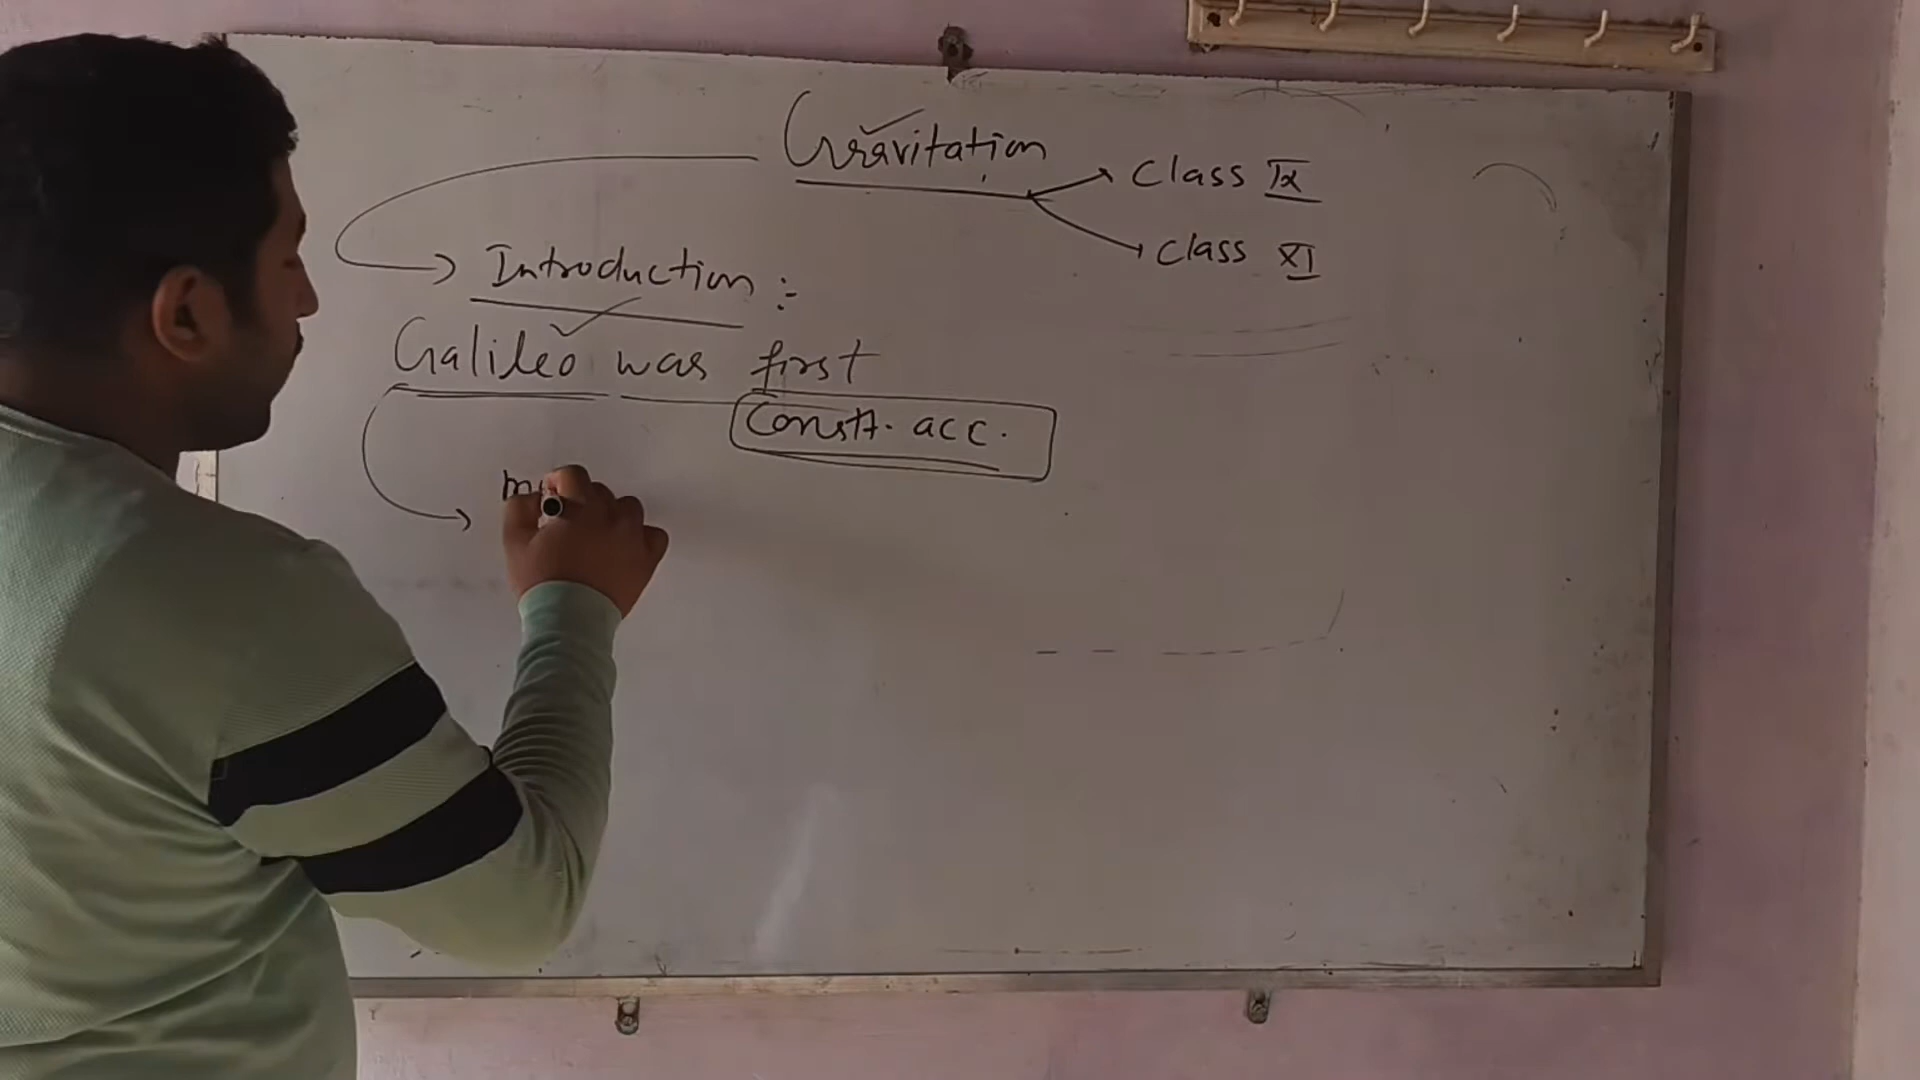 Gravitation
Class IX
Class XI
Introduction :-
Galileo was first
Constt. acc.